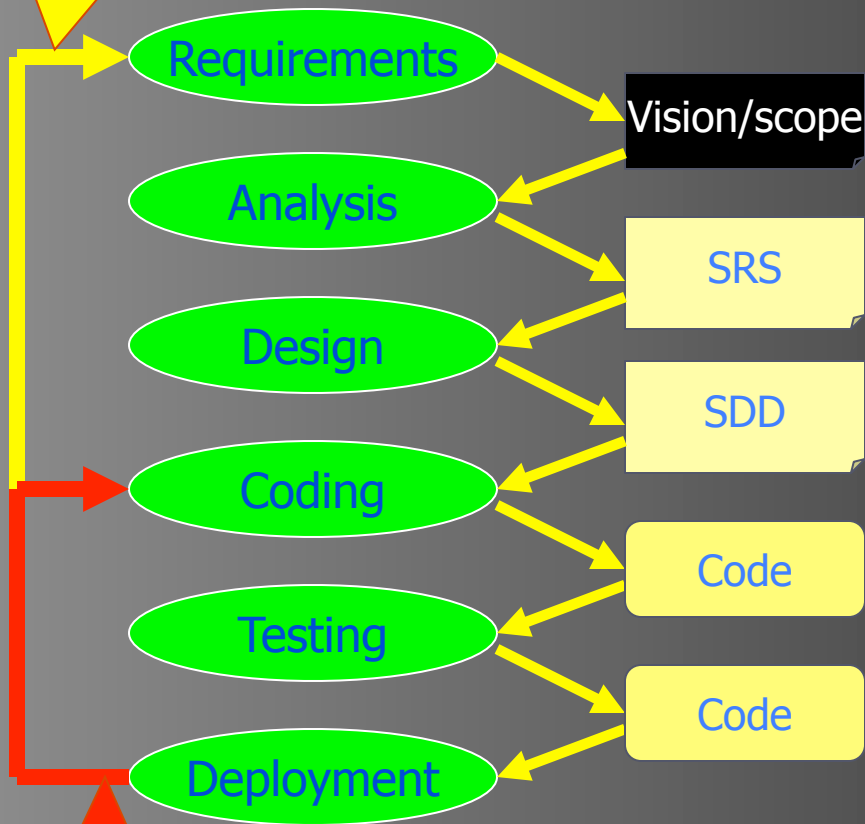 Requirements
Vision/scope
Analysis
SRS
Design
SDD
Coding
Code
Testing
Code
Deployment